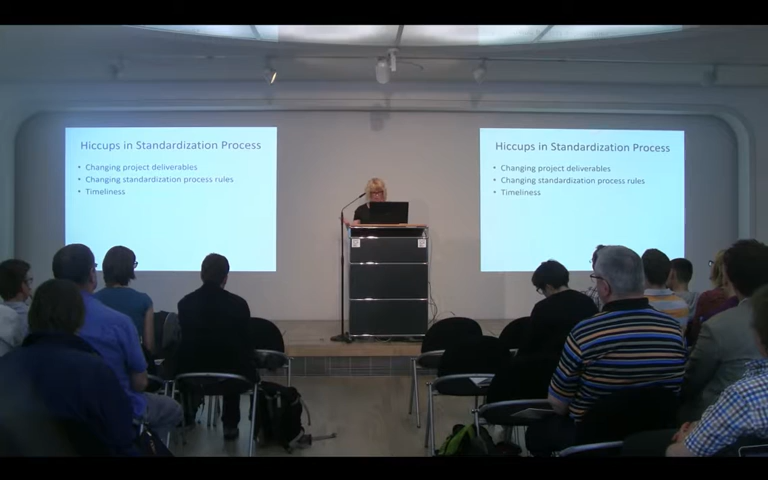 Hiccups in Standardization Process
• Changing project deliverables
• Changing standardization process rules
• Timeliness
Hiccups in Standardization Process
• Changing project deliverables
• Changing standardization process rules
• Timeliness